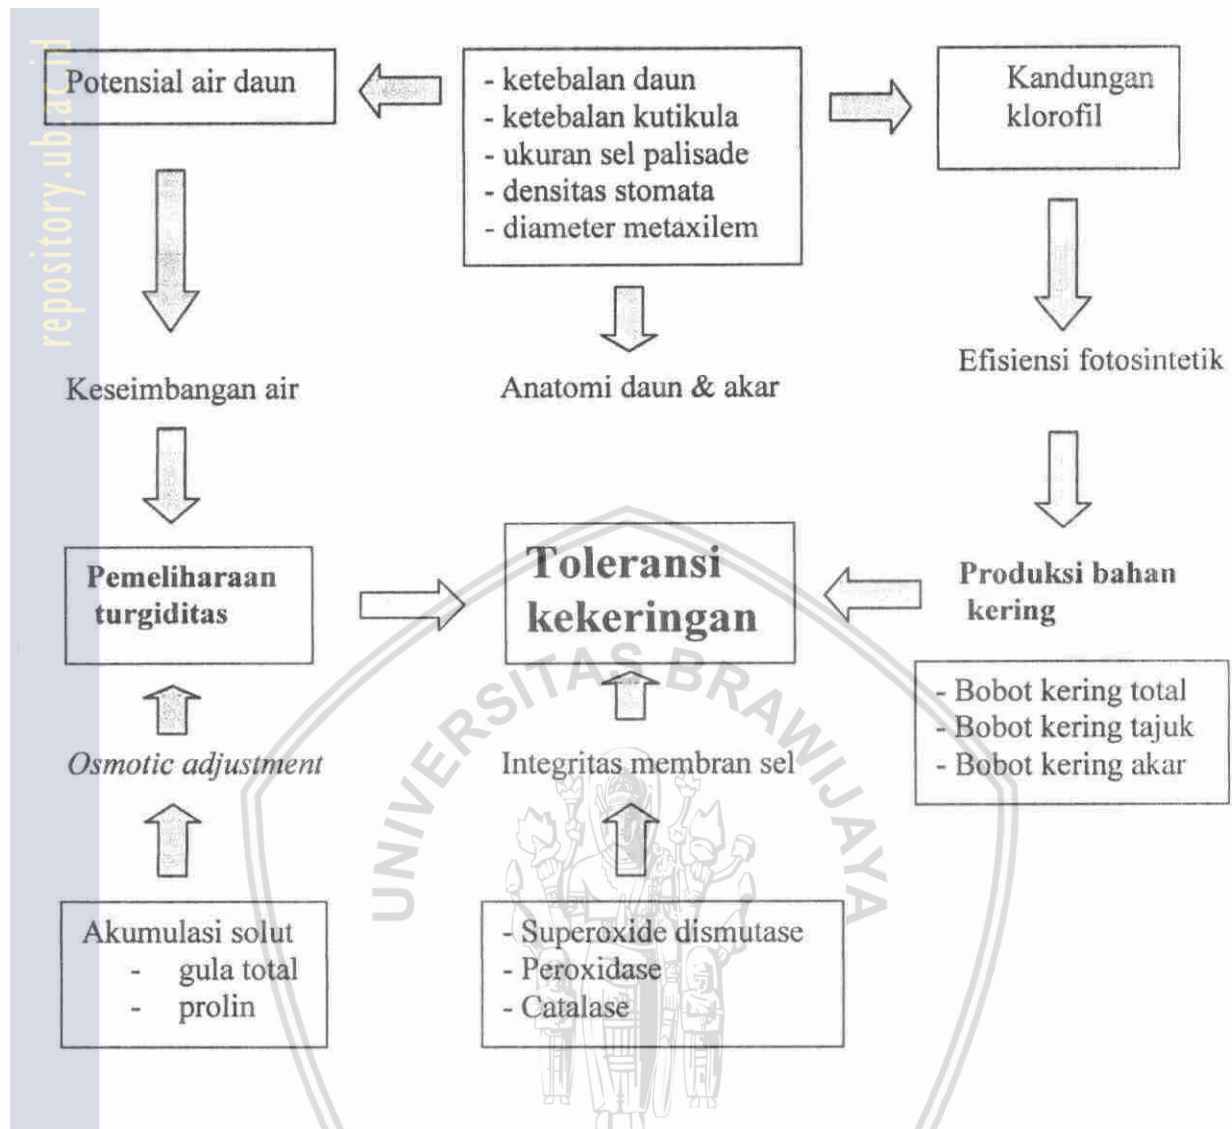 repository.ub.ac.id
Potensial air daun
- ketebalan daun
- ketebalan kutikula
- ukuran sel palisade
- densitas stomata
- diameter metaxilem
Kandungan
klorofil
Keseimbangan air
Anatomi daun & akar
Efisiensi fotosintetik
Pemeliharaan
turgiditas
Toleransi
kekeringan
Produksi bahan
kering
- Bobot kering total
- Bobot kering tajuk
- Bobot kering akar
Osmotic adjustment
Integritas membran sel
Akumulasi solut
- gula total
- prolin
- Superoxide dismutase
- Peroxidase
- Catalase
UNIVERSITAS BRAWIJAYA